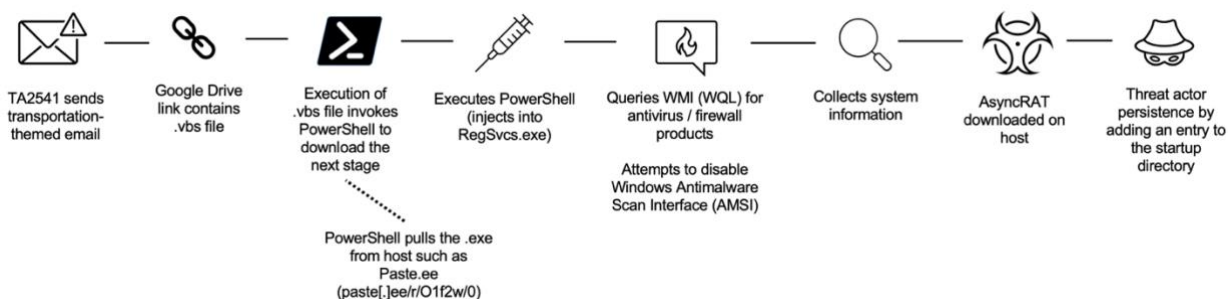 TA2541 sends
transportation-
themed email
Google Drive
link contains
.vbs file
Execution of
.vbs file invokes
PowerShell to
download the
next stage
PowerShell pulls the .exe
from host such as
Paste.ee
(paste[.]ee/r/O1f2w/0)
Executes PowerShell
(injects into
RegSvcs.exe)
Queries WMI (WQL) for
antivirus / firewall
products
Attempts to disable
Windows Antimalware
Scan Interface (AMSI)
Collects system
information
AsyncRAT
downloaded on
host
Threat actor
persistence by
adding an entry to
the startup
directory